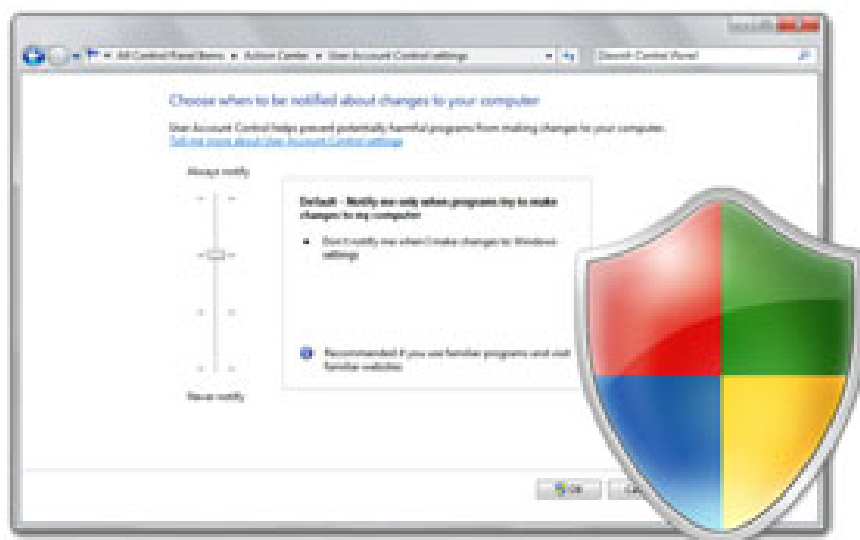 All Control Panel Items ▸ Action Center ▸ User Account Control settings
Search Control Panel
Choose when to be notified about changes to your computer
User Account Control helps prevent potentially harmful programs from making changes to your computer.
Tell me more about User Account Control settings
Always notify
Default - Notify me only when programs try to make
changes to my computer
• Don't notify me when I make changes to Windows
settings
Recommended if you use familiar programs and visit
familiar websites
Never notify
OK